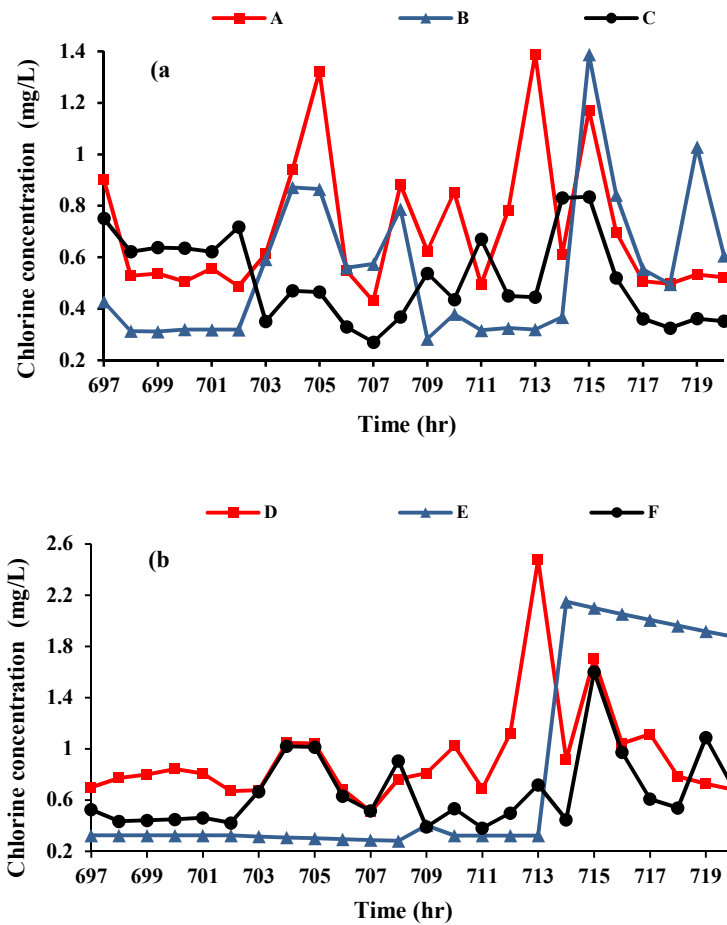 A B C
(a
Chlorine concentration (mg/L)
1.4
1.2
1
0.8
0.6
0.4
0.2
697 699 701 703 705 707 709 711 713 715 717 719
Time (hr)
D E F
(b
Chlorine concentration (mg/L)
2.6
2.2
1.8
1.4
1
0.6
0.2
697 699 701 703 705 707 709 711 713 715 717 719
Time (hr)